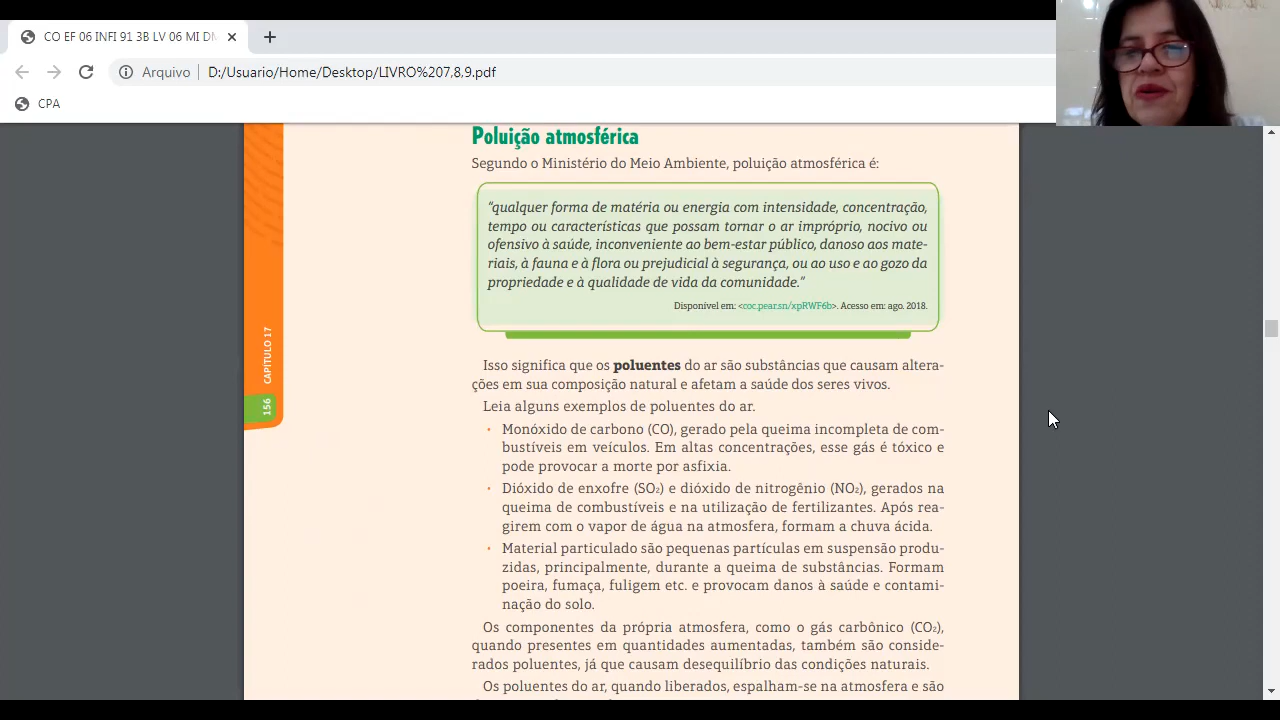 CO EF 06 INFI 91 3B LV 06 MI DM
Arquivo D:/Usuario/Home/Desktop/LIVRO%207,8,9.pdf
CPA
Poluição atmosférica
Segundo o Ministério do Meio Ambiente, poluição atmosférica é:
"qualquer forma de matéria ou energia com intensidade, concentração,
tempo ou características que possam tornar o ar impróprio, nocivo ou
ofensivo à saúde, inconveniente ao bem-estar público, danoso aos mate-
riais, à fauna e à flora ou prejudicial à segurança, ou ao uso e ao gozo da
propriedade e à qualidade de vida da comunidade."
Disponível em: <coc.pear.sn/xpRWF6b>. Acesso em: ago. 2018.
Isso significa que os poluentes do ar são substâncias que causam altera-
ções em sua composição natural e afetam a saúde dos seres vivos.
Leia alguns exemplos de poluentes do ar.
• Monóxido de carbono (CO), gerado pela queima incompleta de com-
bustíveis em veículos. Em altas concentrações, esse gás é tóxico e
pode provocar a morte por asfixia.
• Dióxido de enxofre (SO₂) e dióxido de nitrogênio (NO₂), gerados na
queima de combustíveis e na utilização de fertilizantes. Após rea-
girem com o vapor de água na atmosfera, formam a chuva ácida.
• Material particulado são pequenas partículas em suspensão produ-
zidas, principalmente, durante a queima de substâncias. Formam
poeira, fumaça, fuligem etc. e provocam danos à saúde e contami-
nação do solo.
Os componentes da própria atmosfera, como o gás carbônico (CO₂),
quando presentes em quantidades aumentadas, também são conside-
rados poluentes, já que causam desequilíbrio das condições naturais.
Os poluentes do ar, quando liberados, espalham-se na atmosfera e são
CAPÍTULO 17
156